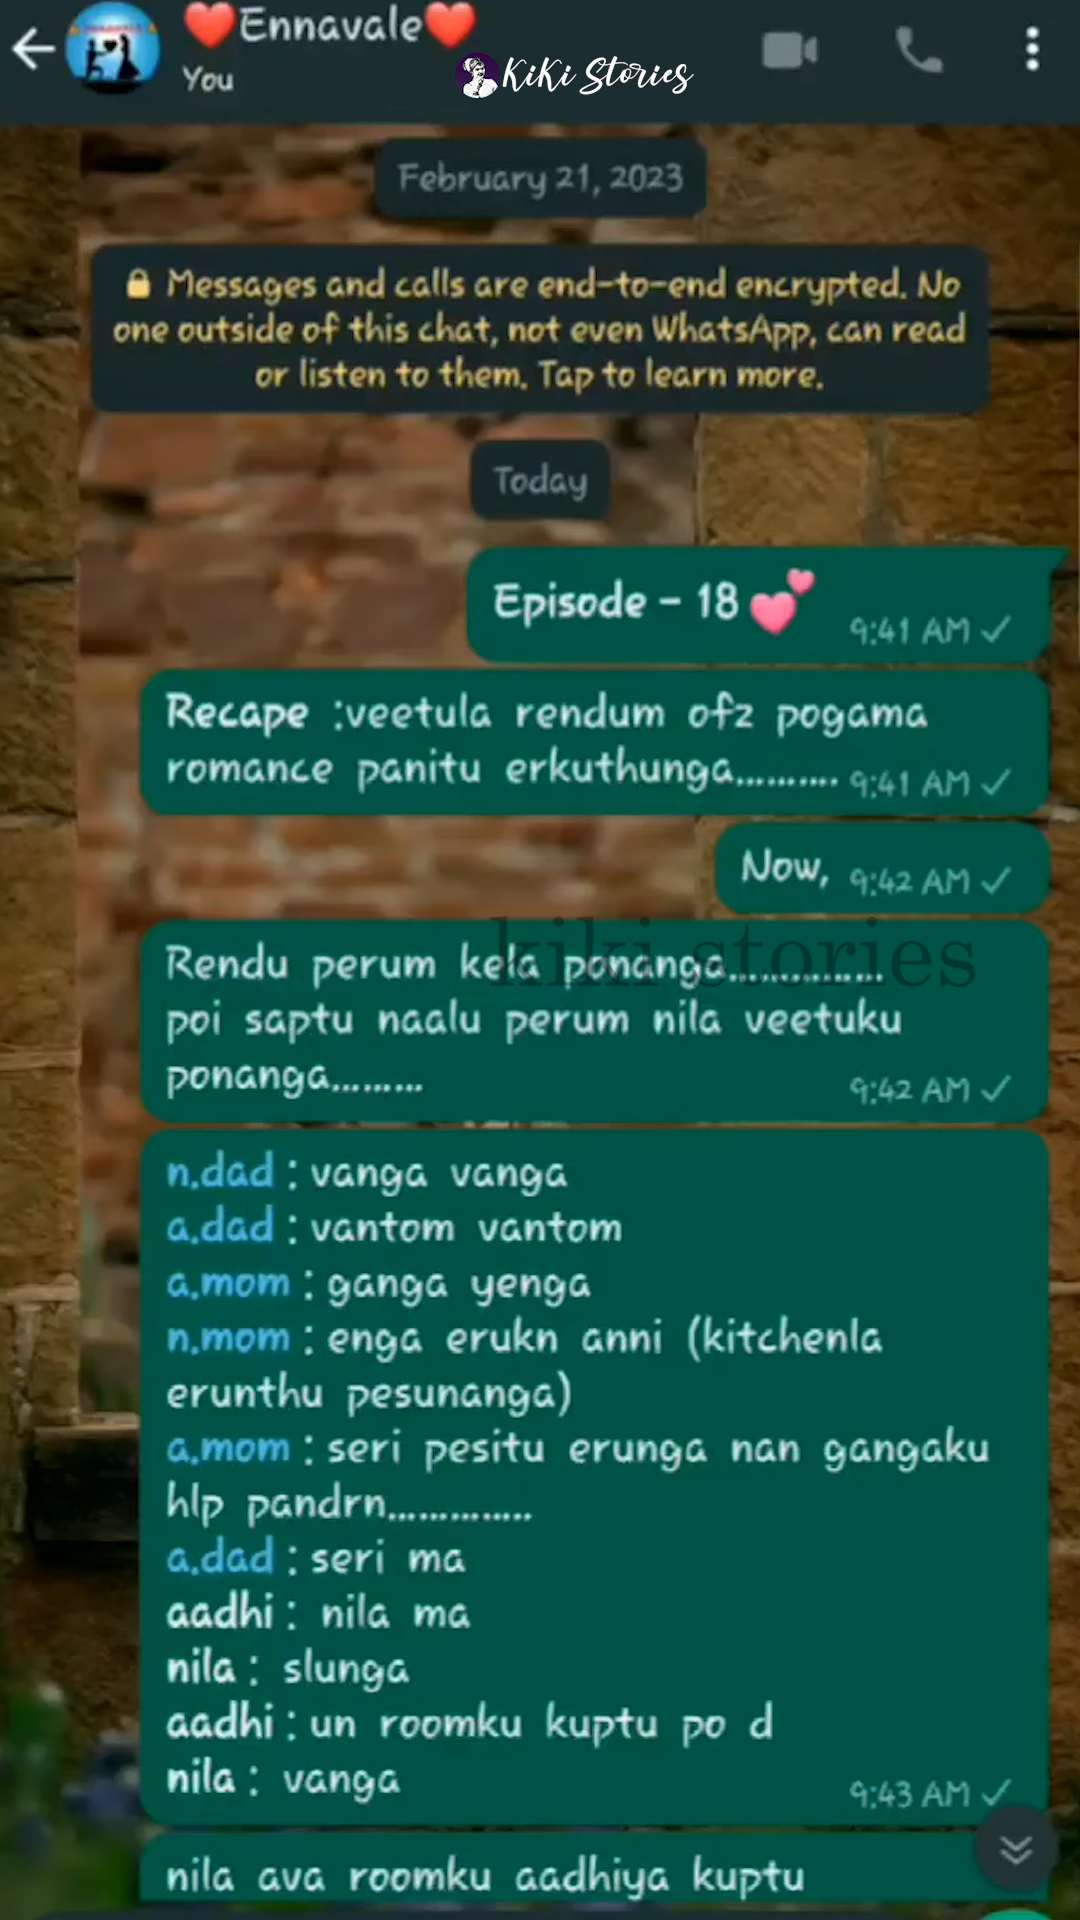 ❤️Ennavale❤️
You
KiKi Stories
February 21, 2023
🔒 Messages and calls are end-to-end encrypted. No
one outside of this chat, not even WhatsApp, can read
or listen to them. Tap to learn more.
Today
Episode - 18 💕
9:41 AM ✓
Recape :veetula rendum ofz pogama
romance panitu erkuthunga.......... 9:41 AM ✓
Now, 9:42 AM ✓
kiki stories
Rendu perum kela ponanga...............
poi saptu naalu perum nila veetuku
ponanga......... 9:42 AM ✓
n.dad : vanga vanga
a.dad : vantom vantom
a.mom : ganga yenga
n.mom : enga erukn anni (kitchenla
erunthu pesunanga)
a.mom : seri pesitu erunga nan gangaku
hlp pandrn..............
a.dad : seri ma
aadhi : nila ma
nila : slunga
aadhi : un roomku kuptu po d
nila : vanga
9:43 AM ✓
nila ava roomku aadhiya kuptu